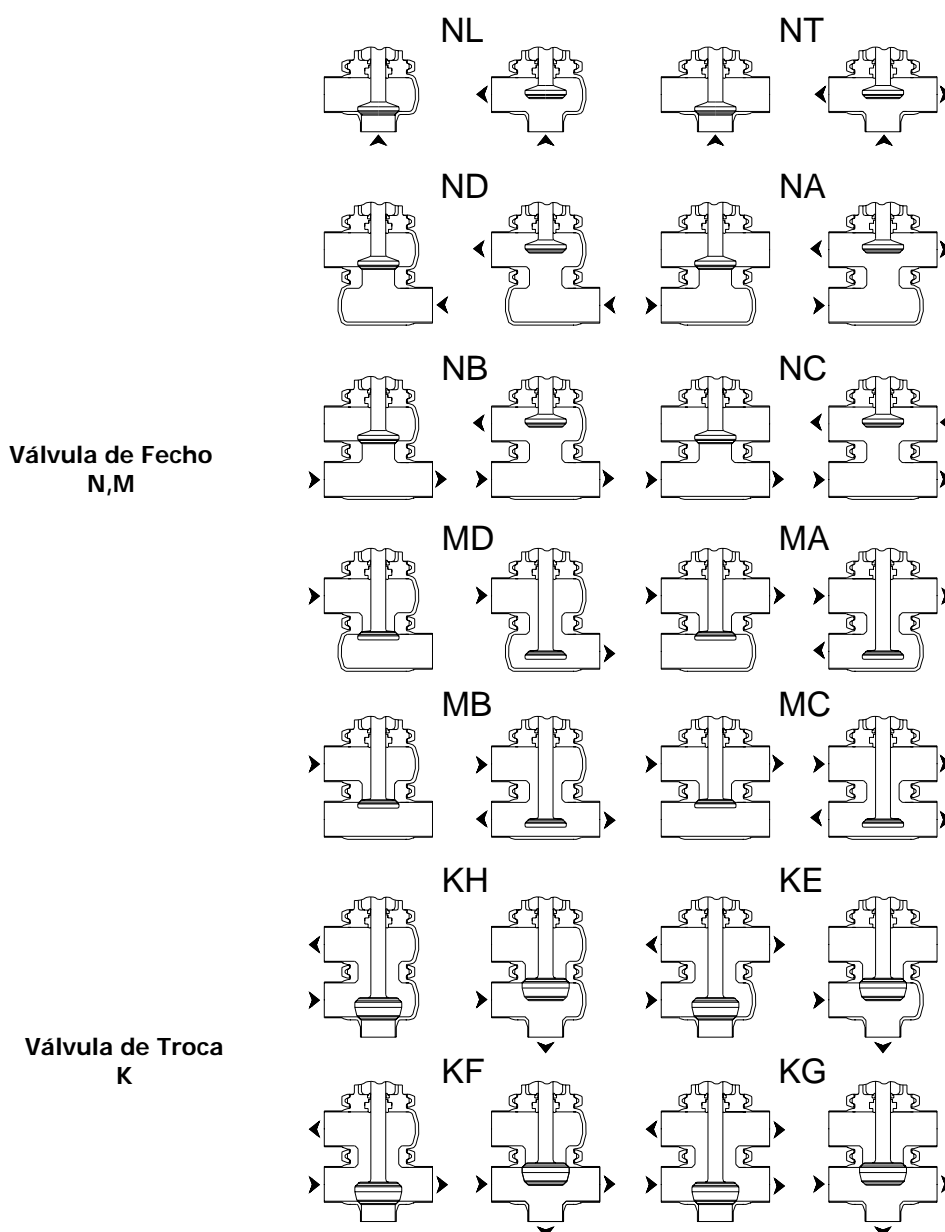 NL
NT
ND
NA
NB
NC
Válvula de Fecho
N,M
MD
MA
MB
MC
KH
KE
Válvula de Troca
K
KF
KG